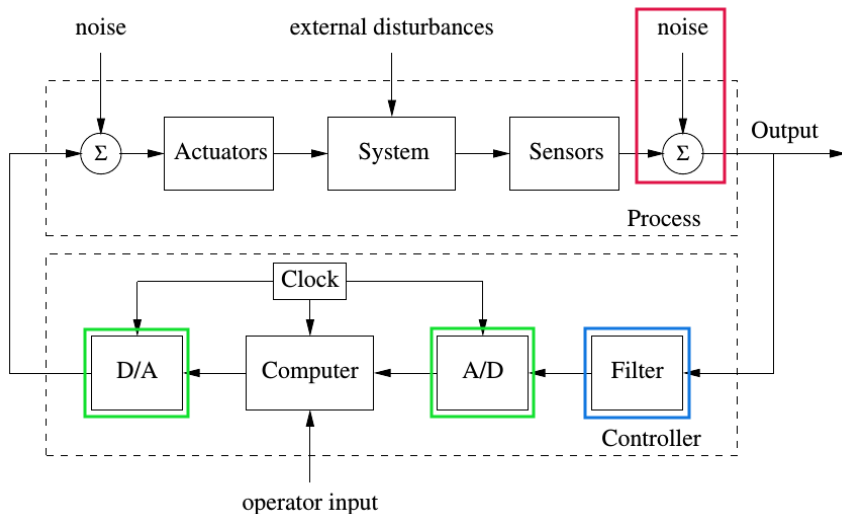 noise
external disturbances
noise
Σ
Actuators
System
Sensors
Σ
Output
Process
Clock
D/A
Computer
A/D
Filter
Controller
operator input